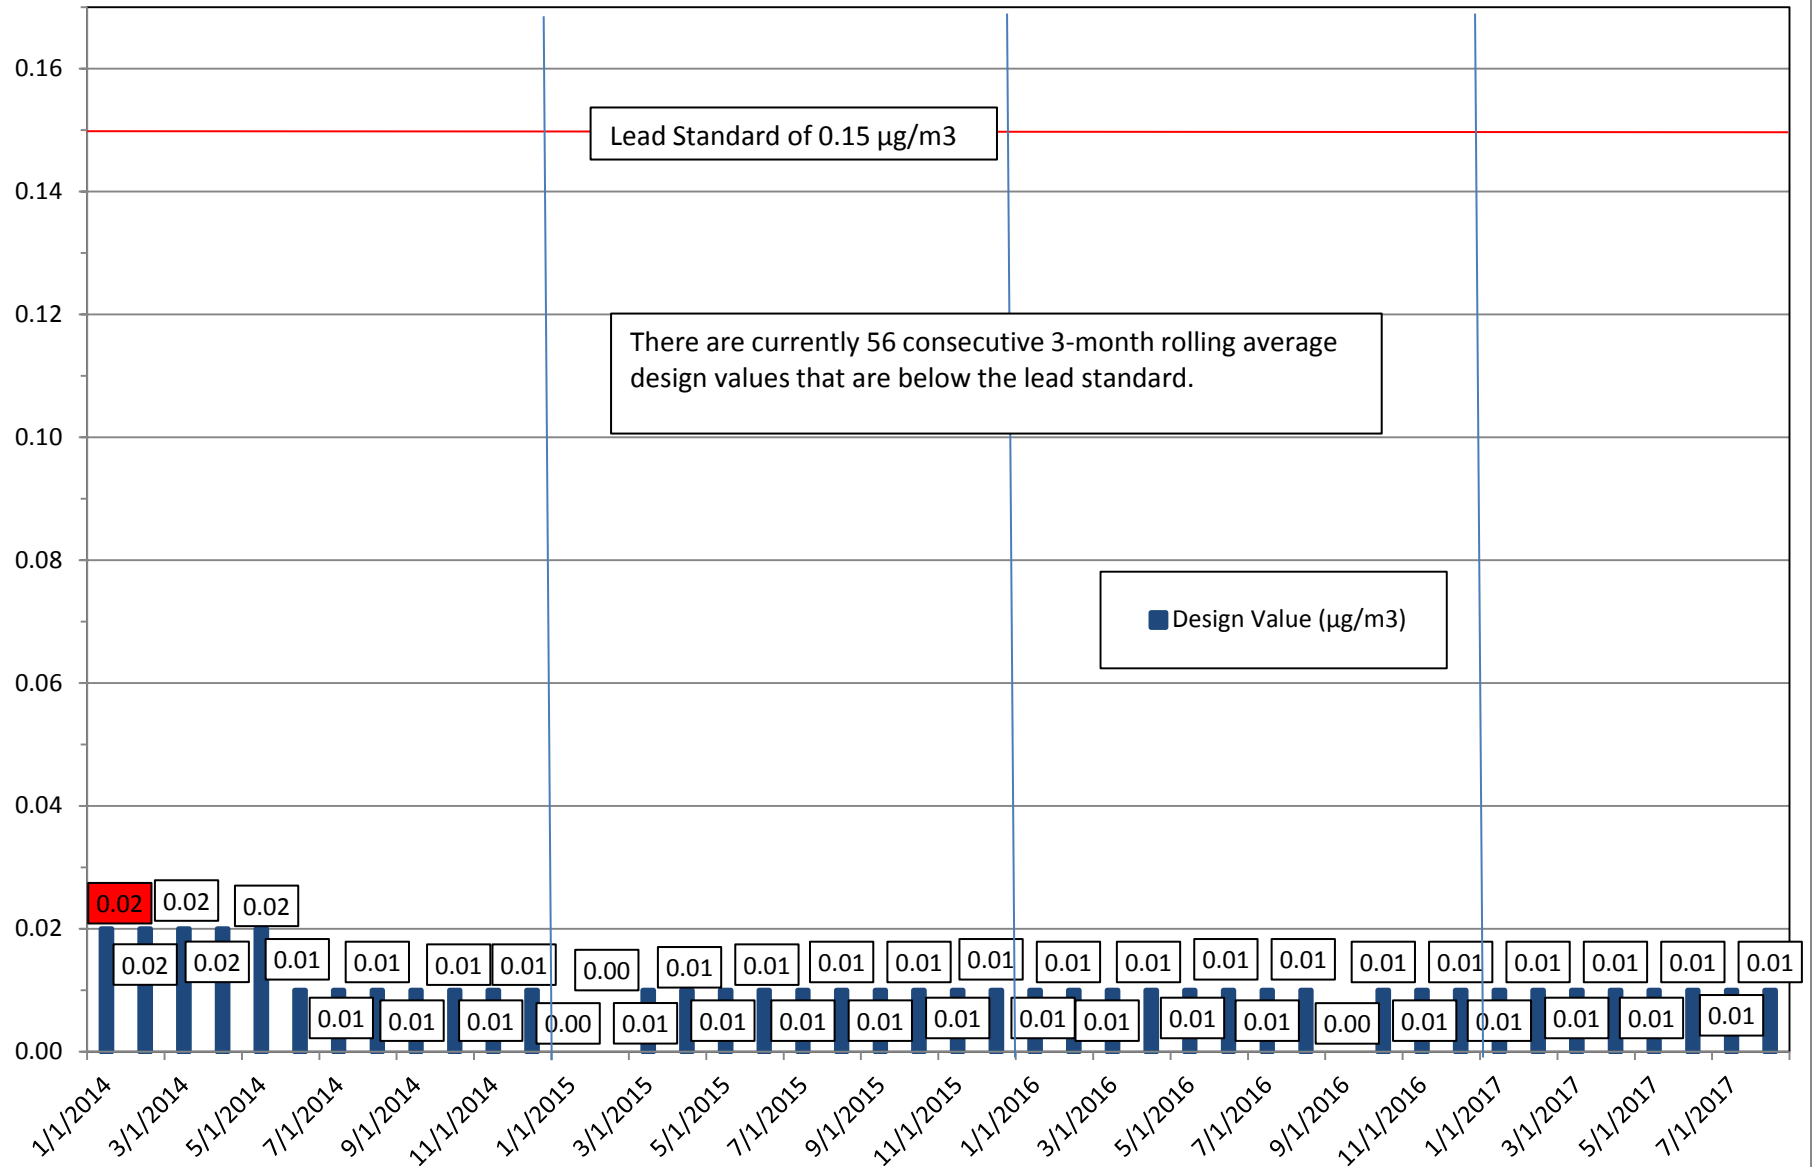 0.16
Lead Standard of 0.15 µg/m3
0.14
0.12
There are currently 56 consecutive 3-month rolling average
design values that are below the lead standard.
0.10
0.08
Design Value (µg/m3)
0.06
0.04
0.02 0.02 0.02
0.02
0.02 0.02 0.01 0.01 0.01 0.01 0.00 0.01 0.01 0.01 0.01 0.01 0.01 0.01 0.01 0.01 0.01 0.01 0.01 0.01 0.01 0.01
0.01 0.01 0.01 0.00 0.01 0.01 0.01 0.01 0.01 0.01 0.01 0.01 0.01 0.00 0.01 0.01 0.01 0.01 0.01
0.00
1/1/2014 3/1/2014 5/1/2014 7/1/2014 9/1/2014 11/1/2014 1/1/2015 3/1/2015 5/1/2015 7/1/2015 9/1/2015 11/1/2015 1/1/2016 3/1/2016 5/1/2016 7/1/2016 9/1/2016 11/1/2016 1/1/2017 3/1/2017 5/1/2017 7/1/2017